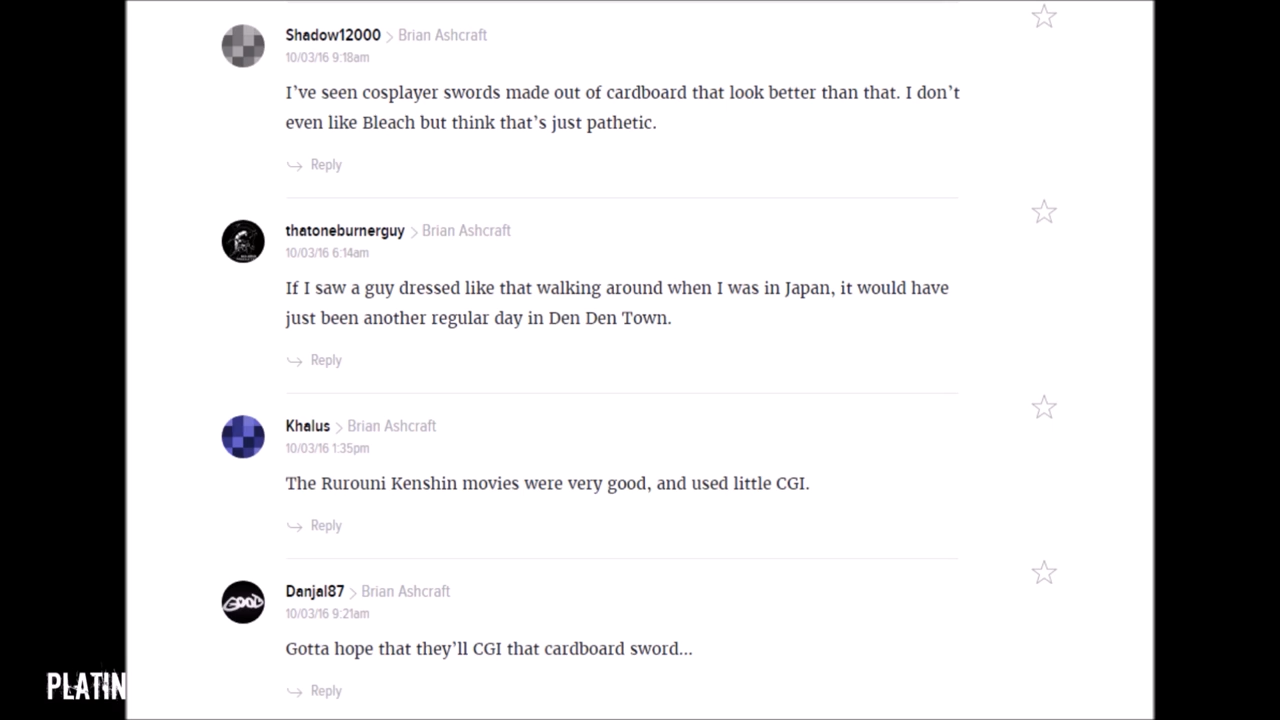 Shadow12000 > Brian Ashcraft
10/03/16 9:18am
I’ve seen cosplayer swords made out of cardboard that look better than that. I don’t
even like Bleach but think that’s just pathetic.
Reply
thatoneburnerguy > Brian Ashcraft
10/03/16 6:14am
If I saw a guy dressed like that walking around when I was in Japan, it would have
just been another regular day in Den Den Town.
Reply
Khalus > Brian Ashcraft
10/03/16 1:35pm
The Rurouni Kenshin movies were very good, and used little CGI.
Reply
GOOD
Danjal87 > Brian Ashcraft
10/03/16 9:21am
Gotta hope that they’ll CGI that cardboard sword...
Reply
PLATIN